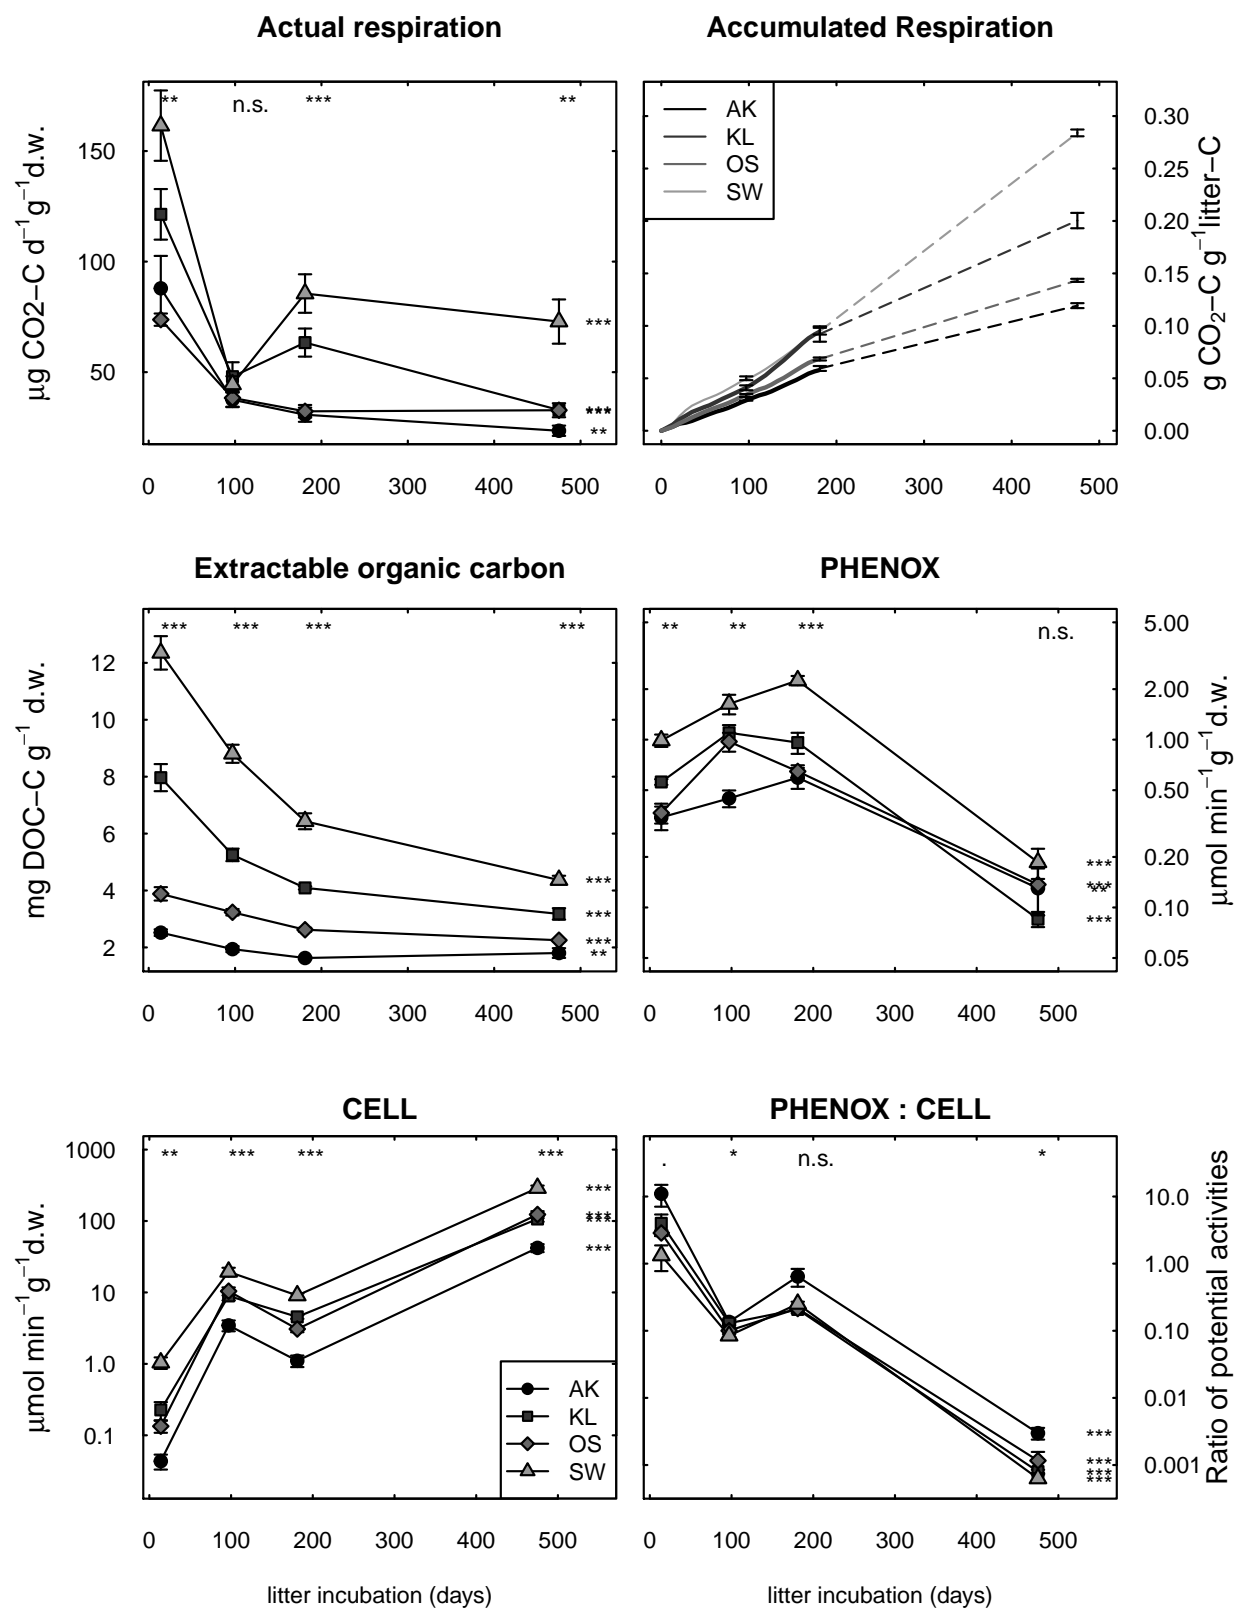 Actual respiration
Accumulated Respiration
** n.s. *** **
150
100
50
µg CO2−C d⁻¹g⁻¹d.w.
***
***
**
0 100 200 300 400 500
AK
KL
OS
SW
0.30
0.25
0.20
0.15
0.10
0.05
0.00
g CO₂−C g⁻¹litter−C
0 100 200 300 400 500
Extractable organic carbon
PHENOX
*** *** *** ***
12
10
8
6
4
2
mg DOC−C g⁻¹ d.w.
***
***
***
**
0 100 200 300 400 500
** ** *** n.s.
5.00
2.00
1.00
0.50
0.20
0.10
0.05
µmol min⁻¹g⁻¹d.w.
***
***
**
***
0 100 200 300 400 500
CELL
PHENOX : CELL
** *** *** ***
1000
100
10
1.0
0.1
µmol min⁻¹g⁻¹d.w.
***
***
***
***
AK
KL
OS
SW
0 100 200 300 400 500
litter incubation (days)
. * n.s. *
10.0
1.00
0.10
0.01
0.001
Ratio of potential activities
***
***
***
***
0 100 200 300 400 500
litter incubation (days)